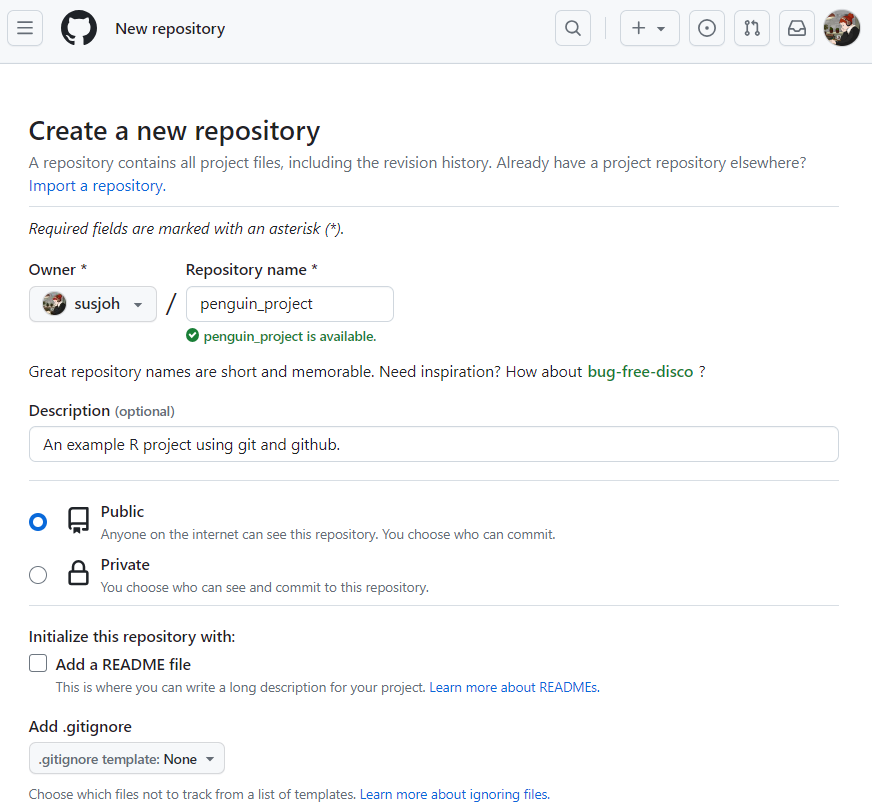 New repository
Create a new repository
A repository contains all project files, including the revision history. Already have a project repository elsewhere?
Import a repository.
Required fields are marked with an asterisk (*).
Owner *
Repository name *
susjoh
/
penguin_project
penguin_project is available.
Great repository names are short and memorable. Need inspiration? How about bug-free-disco ?
Description (optional)
An example R project using git and github.
Public
Anyone on the internet can see this repository. You choose who can commit.
Private
You choose who can see and commit to this repository.
Initialize this repository with:
Add a README file
This is where you can write a long description for your project. Learn more about READMEs.
Add .gitignore
.gitignore template: None
Choose which files not to track from a list of templates. Learn more about ignoring files.